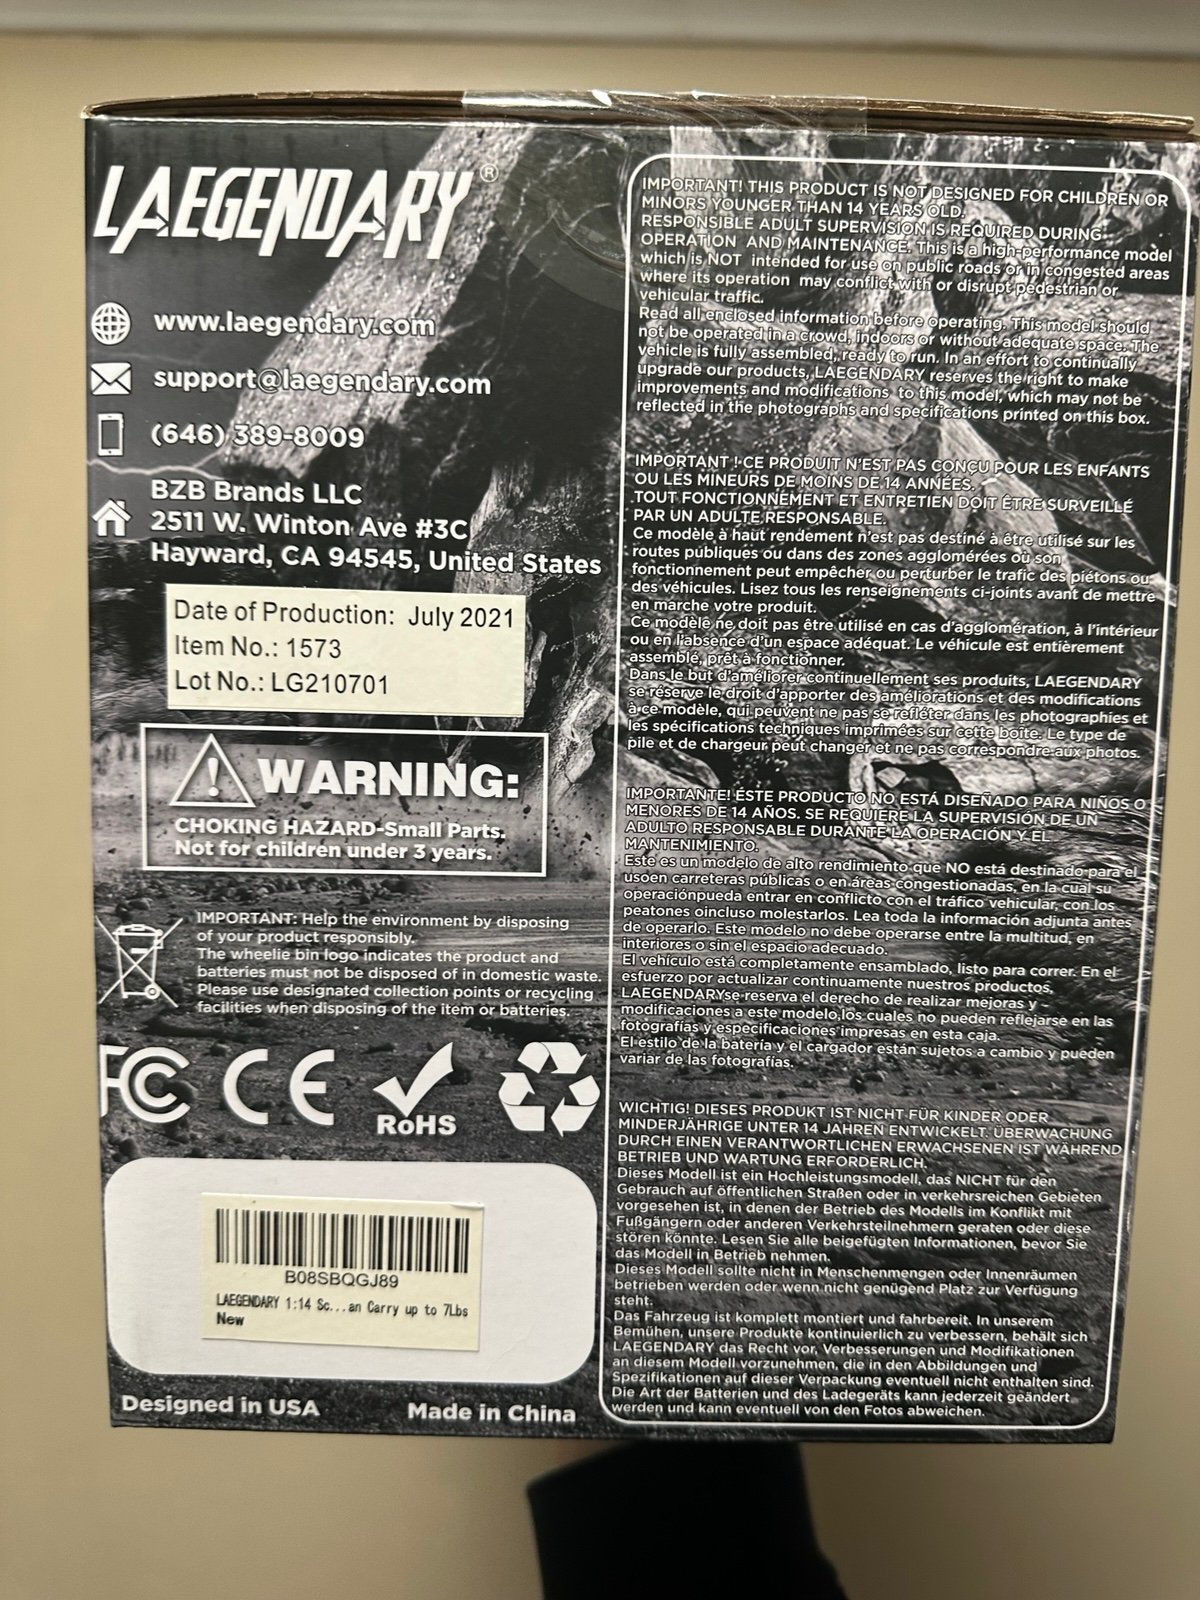 LAEGENDARY®
www.laegendary.com
support@laegendary.com
(646) 389-8009
BZB Brands LLC
2511 W. Winton Ave #3C
Hayward, CA 94545, United States
Date of Production: July 2021
Item No.: 1573
Lot No.: LG210701
WARNING:
CHOKING HAZARD-Small Parts.
Not for children under 3 years.
IMPORTANT: Help the environment by disposing
of your product responsibly.
The wheelie bin logo indicates the product and
batteries must not be disposed of in domestic waste.
Please use designated collection points or recycling
facilities when disposing of the item or batteries.
FC CE RoHS
B08SBQGJ89
LAEGENDARY 1:14 Sc...an Carry up to 7Lbs
New
Designed in USA
Made in China
IMPORTANT! THIS PRODUCT IS NOT DESIGNED FOR CHILDREN OR
MINORS YOUNGER THAN 14 YEARS OLD.
RESPONSIBLE ADULT SUPERVISION IS REQUIRED DURING
OPERATION AND MAINTENANCE. This is a high-performance model
which is NOT intended for use on public roads or in congested areas
where its operation may conflict with or disrupt pedestrian or
vehicular traffic.
Read all enclosed information before operating. This model should
not be operated in a crowd, indoors or without adequate space. The
vehicle is fully assembled, ready to run. In an effort to continually
upgrade our products, LAEGENDARY reserves the right to make
improvements and modifications to this model, which may not be
reflected in the photographs and specifications printed on this box.
IMPORTANT ! CE PRODUIT N'EST PAS CONÇU POUR LES ENFANTS
OU LES MINEURS DE MOINS DE 14 ANNÉES.
TOUT FONCTIONNEMENT ET ENTRETIEN DOIT ÊTRE SURVEILLÉ
PAR UN ADULTE RESPONSABLE.
Ce modèle à haut rendement n'est pas destiné à être utilisé sur les
routes publiques ou dans des zones agglomérées où son
fonctionnement peut empêcher ou perturber le trafic des piétons ou
des véhicules. Lisez tous les renseignements ci-joints avant de mettre
en marche votre produit.
Ce modèle ne doit pas être utilisé en cas d'agglomération, à l'intérieur
ou en l'absence d'un espace adéquat. Le véhicule est entièrement
assemblé, prêt à fonctionner.
Dans le but d'améliorer continuellement ses produits, LAEGENDARY
se réserve le droit d'apporter des améliorations et des modifications
à ce modèle, qui peuvent ne pas se refléter dans les photographies et
les spécifications techniques imprimées sur cette boîte. Le type de
pile et de chargeur peut changer et ne pas correspondre aux photos.
IMPORTANTE! ÉSTE PRODUCTO NO ESTÁ DISEÑADO PARA NIÑOS O
MENORES DE 14 AÑOS. SE REQUIERE LA SUPERVISIÓN DE UN
ADULTO RESPONSABLE DURANTE LA OPERACIÓN Y EL
MANTENIMIENTO.
Este es un modelo de alto rendimiento que NO está destinado para el
usoen carreteras públicas o en áreas congestionadas, en la cual su
operaciónpueda entrar en conflicto con el tráfico vehicular, con los
peatones oincluso molestarlos. Lea toda la información adjunta antes
de operarlo. Este modelo no debe operarse entre la multitud, en
interiores o sin el espacio adecuado.
El vehículo está completamente ensamblado, listo para correr. En el
esfuerzo por actualizar continuamente nuestros productos,
LAEGENDARYse reserva el derecho de realizar mejoras y
modificaciones a este modelo,los cuales no pueden reflejarse en las
fotografías y especificaciones impresas en esta caja.
El estilo de la batería y el cargador están sujetos a cambio y pueden
variar de las fotografías.
WICHTIG! DIESES PRODUKT IST NICHT FÜR KINDER ODER
MINDERJÄHRIGE UNTER 14 JAHREN ENTWICKELT. ÜBERWACHUNG
DURCH EINEN VERANTWORTLICHEN ERWACHSENEN IST WÄHREND
BETRIEB UND WARTUNG ERFORDERLICH.
Dieses Modell ist ein Hochleistungsmodell, das NICHT für den
Gebrauch auf öffentlichen Straßen oder in verkehrsreichen Gebieten
vorgesehen ist, in denen der Betrieb des Modells im Konflikt mit
Fußgängern oder anderen Verkehrsteilnehmern geraten oder diese
stören könnte. Lesen Sie alle beigefügten Informationen, bevor Sie
das Modell in Betrieb nehmen.
Dieses Modell sollte nicht in Menschenmengen oder Innenräumen
betrieben werden oder wenn nicht genügend Platz zur Verfügung
steht.
Das Fahrzeug ist komplett montiert und fahrbereit. In unserem
Bemühen, unsere Produkte kontinuierlich zu verbessern, behält sich
LAEGENDARY das Recht vor, Verbesserungen und Modifikationen
an diesem Modell vorzunehmen, die in den Abbildungen und
Spezifikationen auf dieser Verpackung eventuell nicht enthalten sind.
Die Art der Batterien und des Ladegeräts kann jederzeit geändert
werden und kann eventuell von den Fotos abweichen.